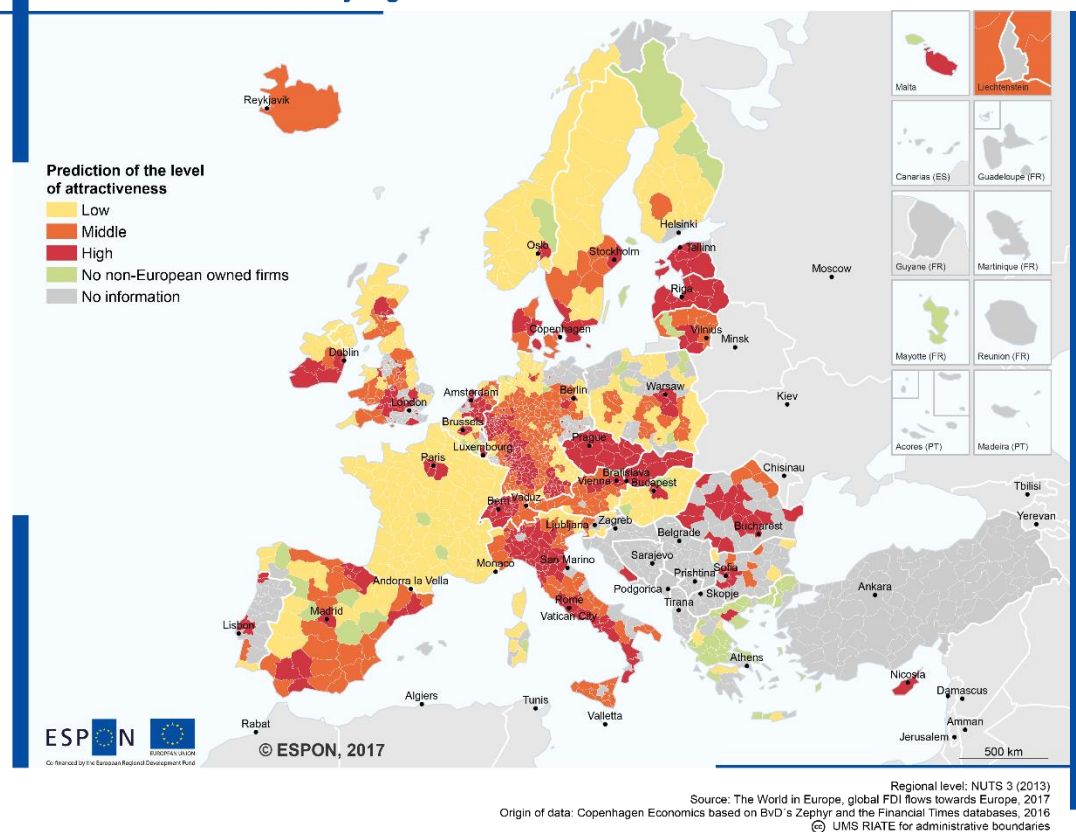 Reykjavik
Prediction of the level
of attractiveness
Low
Middle
High
No non-European owned firms
No information
Malta
Liechtenstein
Canarias (ES)
Guadeloupe (FR)
Guyane (FR)
Martinique (FR)
Mayotte (FR)
Reunion (FR)
Acores (PT)
Madeira (PT)
Helsinki
Oslo
Stockholm
Tallinn
Moscow
Riga
Copenhagen
Vilnius
Minsk
Dublin
Amsterdam
Berlin
Warsaw
London
Kiev
Brussels
Luxembourg
Prague
Paris
Bratislava
Chisinau
Vienna
Budapest
Bern
Vaduz
Tbilisi
Ljubljana
Zagreb
Bucharest
Yerevan
Belgrade
Monaco
San Marino
Sarajevo
Prishtina
Sofia
Andorra la Vella
Podgorica
Skopje
Ankara
Madrid
Rome
Tirana
Vatican City
Lisbon
Athens
Nicosia
Damascus
Algiers
Tunis
Valletta
Rabat
Amman
Jerusalem
ESPON
EUROPEAN UNION
Co-financed by the European Regional Development Fund
© ESPON, 2017
500 km
Regional level: NUTS 3 (2013)
Source: The World in Europe, global FDI flows towards Europe, 2017
Origin of data: Copenhagen Economics based on BvD´s Zephyr and the Financial Times databases, 2016
(cc) UMS RIATE for administrative boundaries